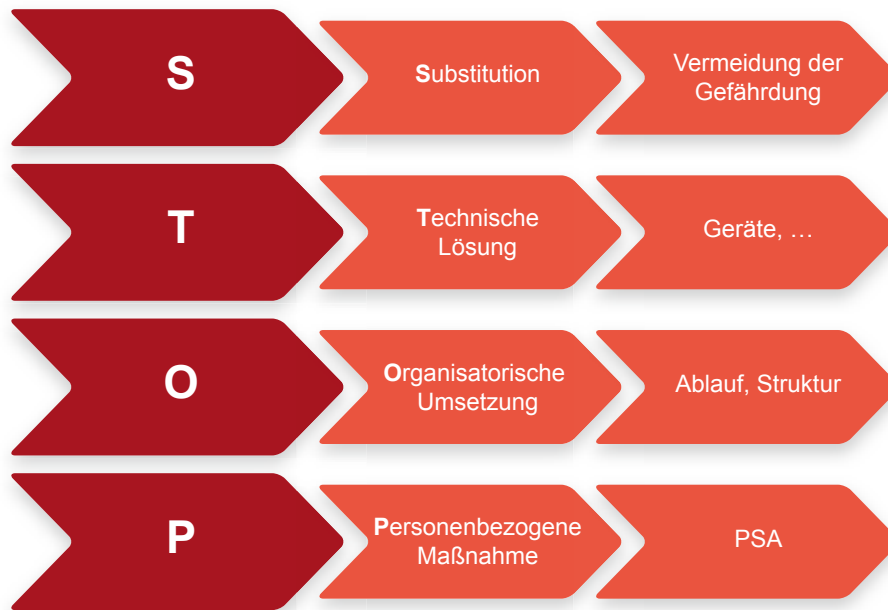 S
Substitution
Vermeidung der
Gefährdung
T
Technische
Lösung
Geräte, …
O
Organisatorische
Umsetzung
Ablauf, Struktur
P
Personenbezogene
Maßnahme
PSA